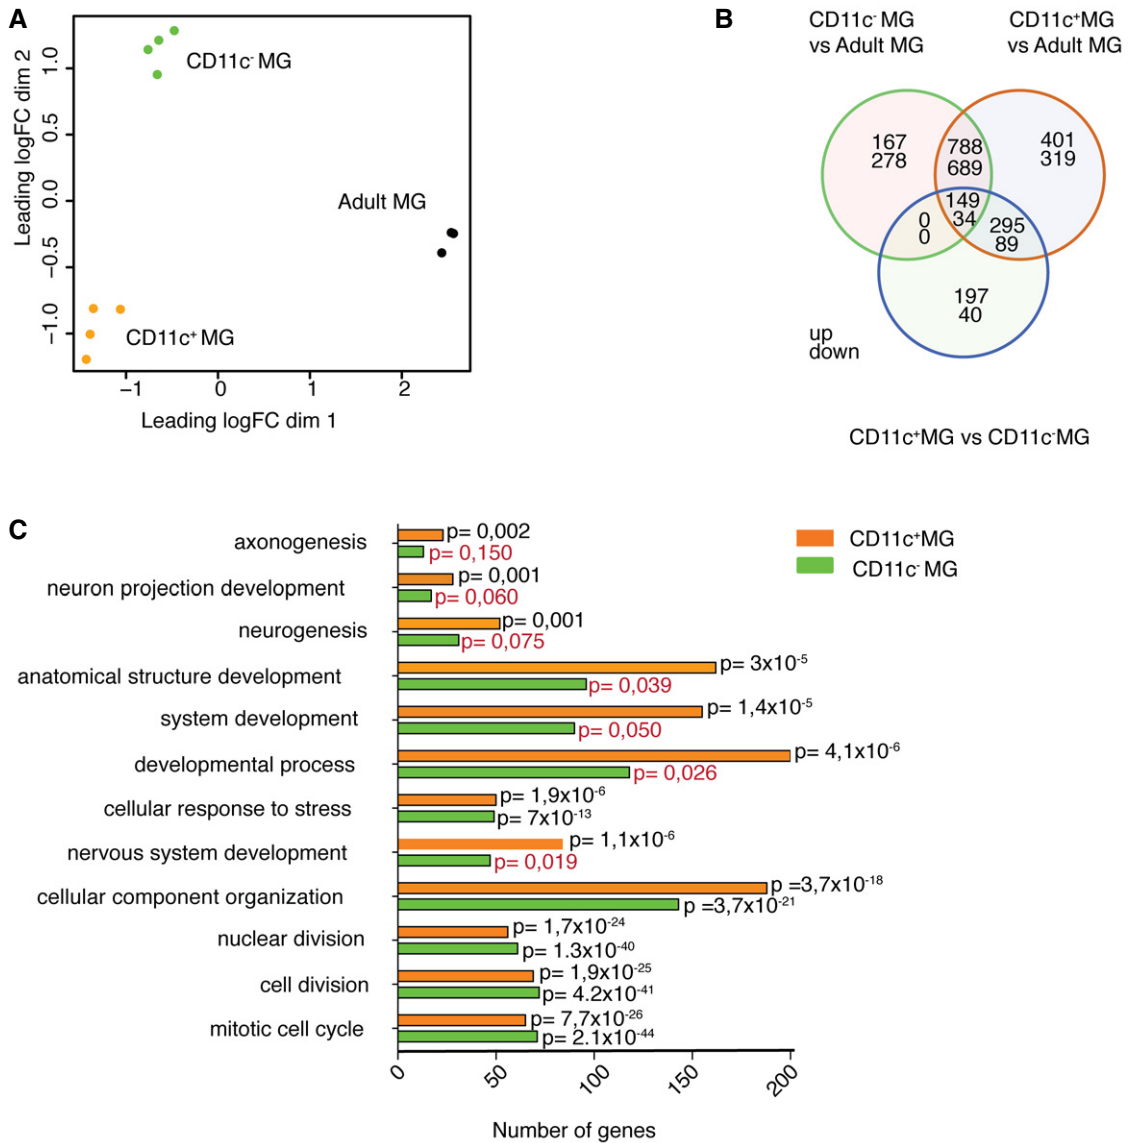 A
CD11c⁻ MG
Adult MG
CD11c⁺ MG
Leading logFC dim 2
1.0
0.5
0.0
−0.5
−1.0
−1
0
1
2
Leading logFC dim 1
B
CD11c⁻ MG
vs Adult MG
CD11c⁺MG
vs Adult MG
167
278
788
689
401
319
149
34
0
0
295
89
197
40
up
down
CD11c⁺MG vs CD11c⁻MG
C
axonogenesis
p= 0,002
p= 0,150
neuron projection development
p= 0,001
p= 0,060
neurogenesis
p= 0,001
p= 0,075
anatomical structure development
p= 3x10⁻⁵
p= 0,039
system development
p= 1,4x10⁻⁵
p= 0,050
developmental process
p= 4,1x10⁻⁶
p= 0,026
cellular response to stress
p= 1,9x10⁻⁶
p= 7x10⁻¹³
nervous system development
p= 1,1x10⁻⁶
p= 0,019
cellular component organization
p =3,7x10⁻¹⁸
p =3,7x10⁻²¹
nuclear division
p= 1,7x10⁻²⁴
p= 1.3x10⁻⁴⁰
cell division
p= 1,9x10⁻²⁵
p= 4.2x10⁻⁴¹
mitotic cell cycle
p= 7,7x10⁻²⁶
p= 2.1x10⁻⁴⁴
CD11c⁺MG
CD11c⁻ MG
0
50
100
150
200
Number of genes